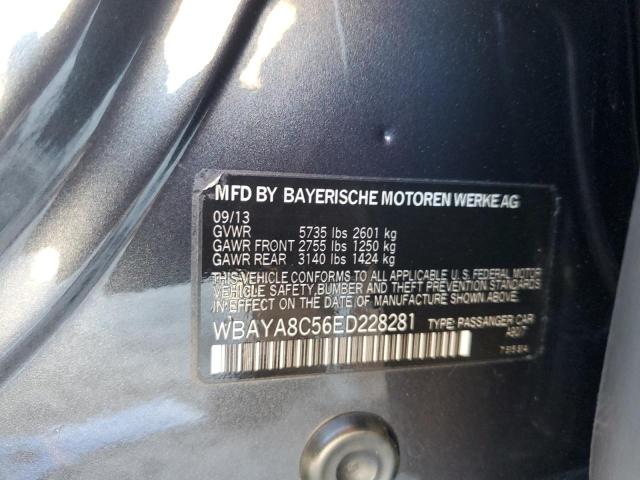 MFD BY BAYERISCHE MOTOREN WERKE AG
09/13
GVWR 5735 lbs 2601 kg
GAWR FRONT 2755 lbs 1250 kg
GAWR REAR 3140 lbs 1424 kg
THIS VEHICLE CONFORMS TO ALL APPLICABLE U.S. FEDERAL MOTOR
VEHICLE SAFETY,BUMBER AND THEFT PREVENTION STANDARDS
IN EFFECT ON THE DATE OF MANUFACTURE SHOWN ABOVE.
WBAYA8C56ED228281 TYPE: PASSENGER CAR